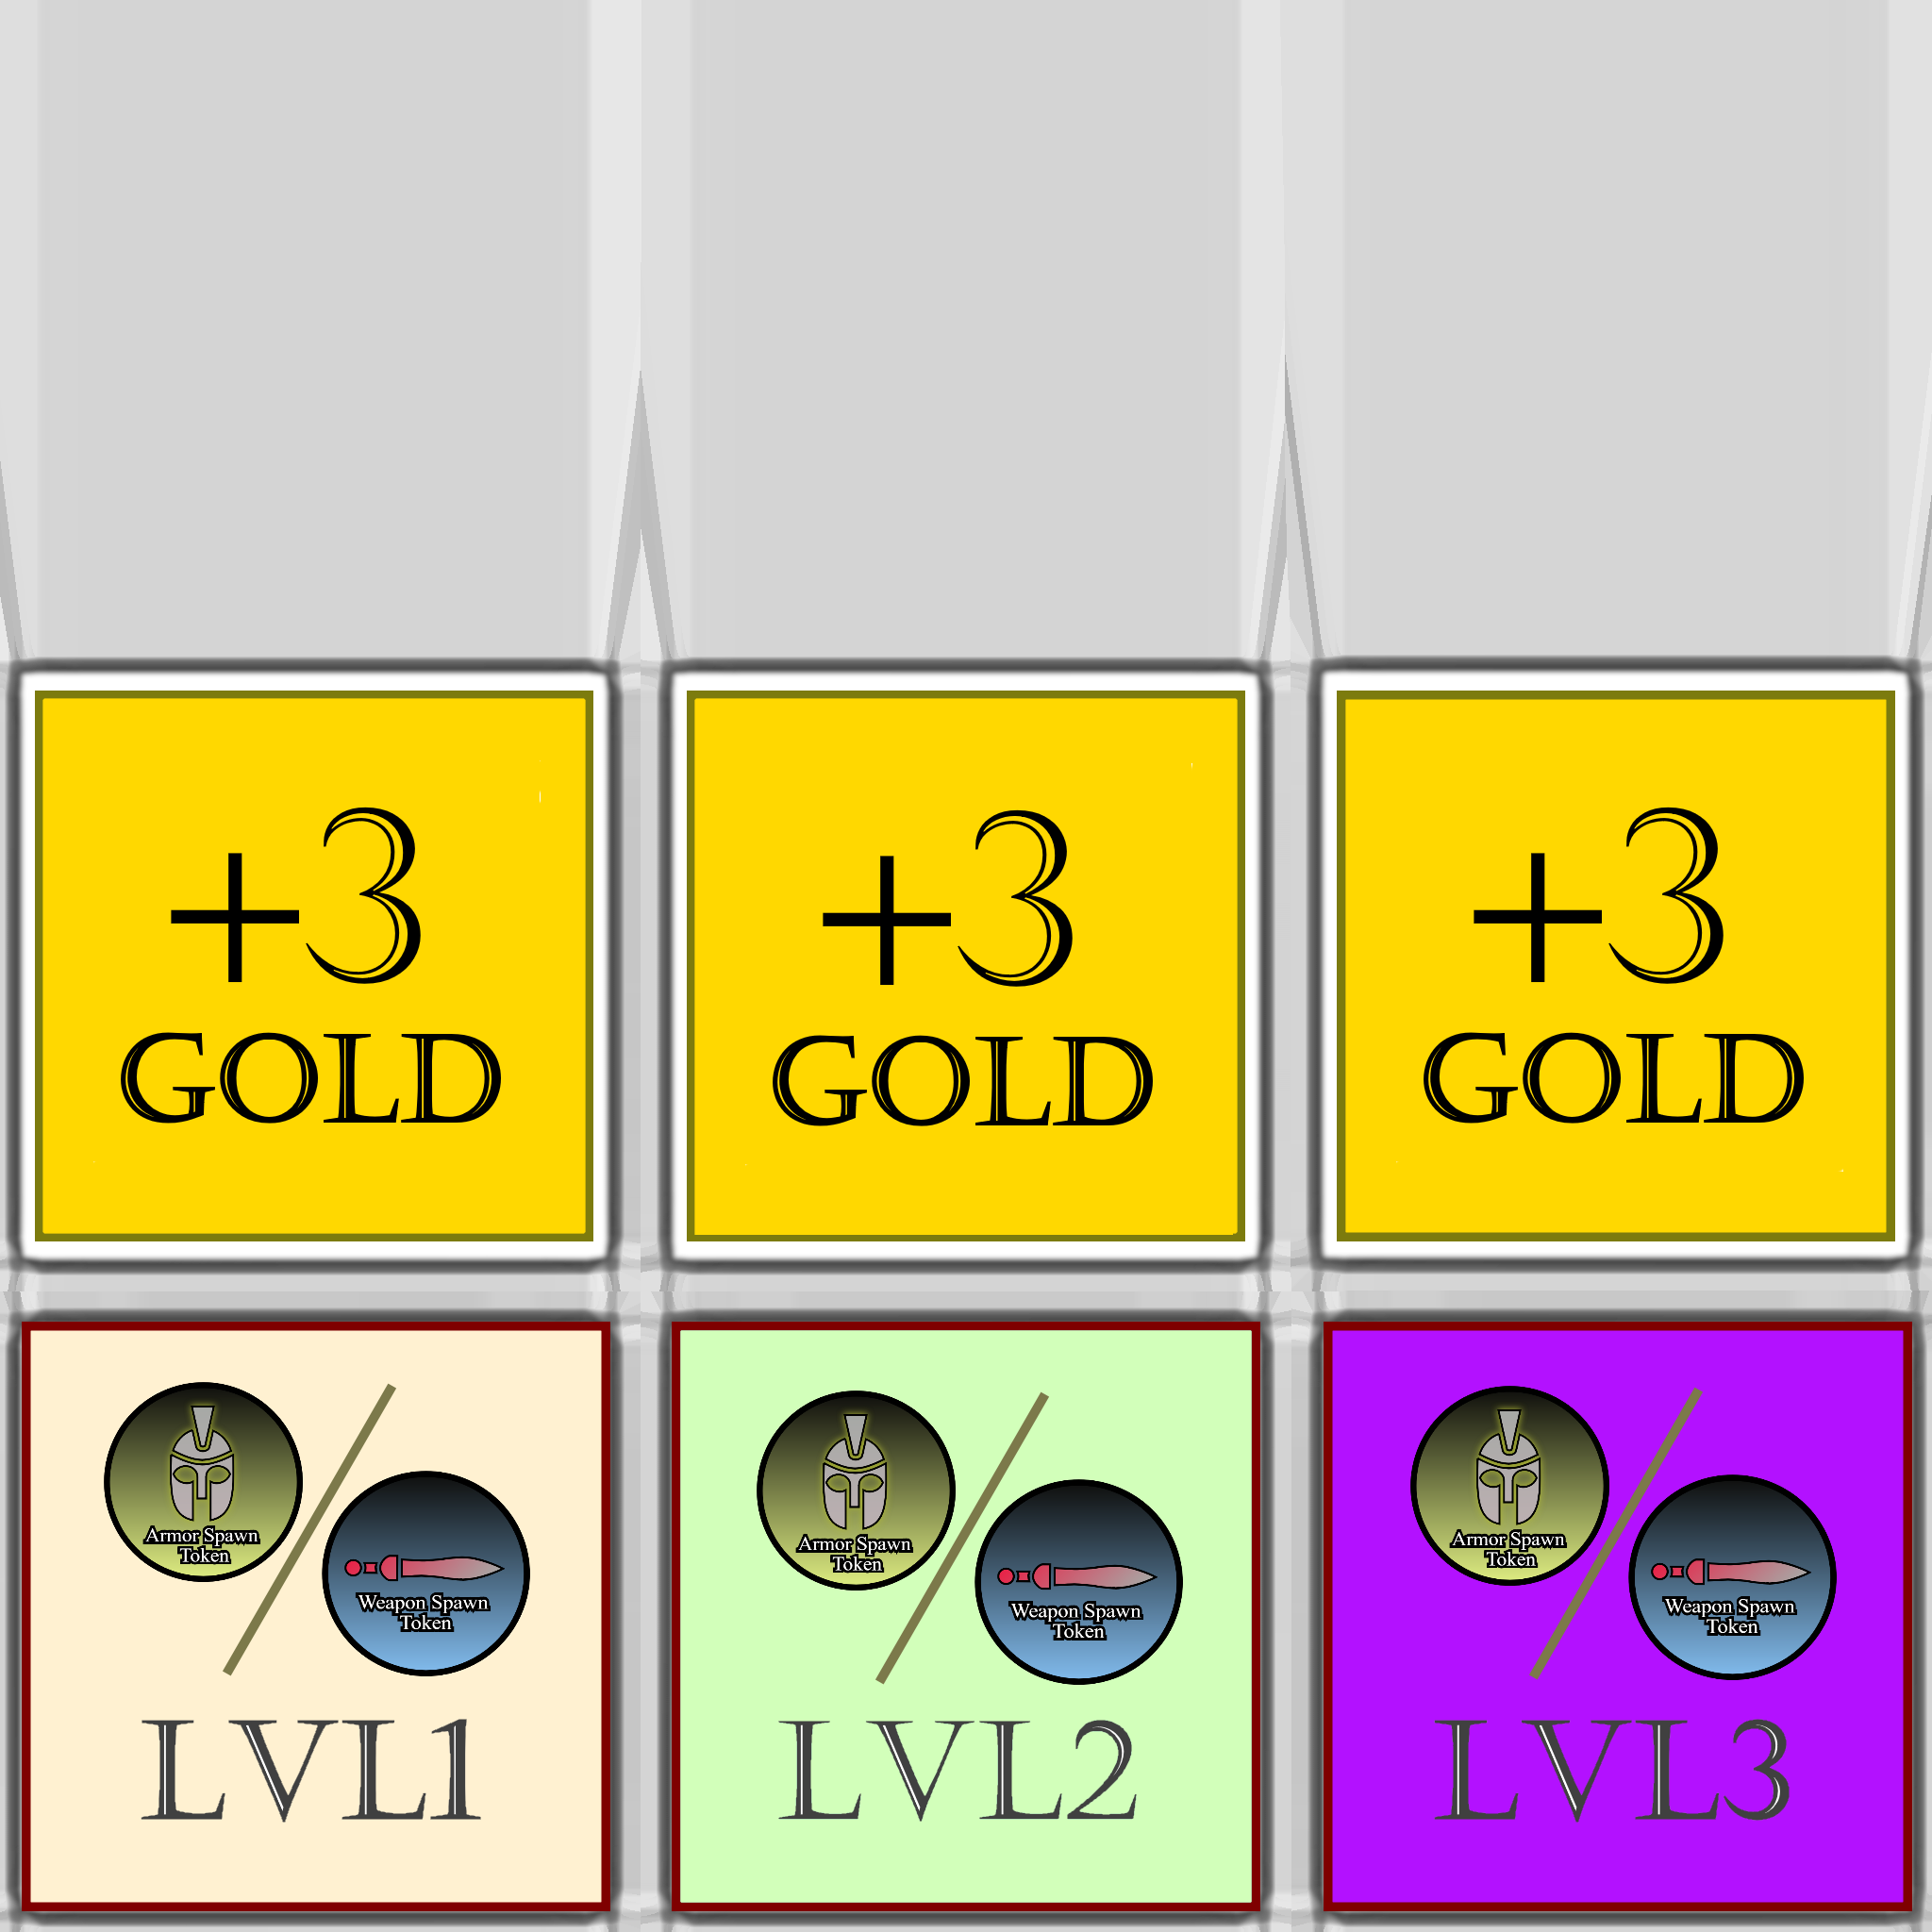 +3
GOLD
+3
GOLD
+3
GOLD
Armor Spawn
Token
Weapon Spawn
Token
LVL1
Armor Spawn
Token
Weapon Spawn
Token
LVL2
Armor Spawn
Token
Weapon Spawn
Token
LVL3